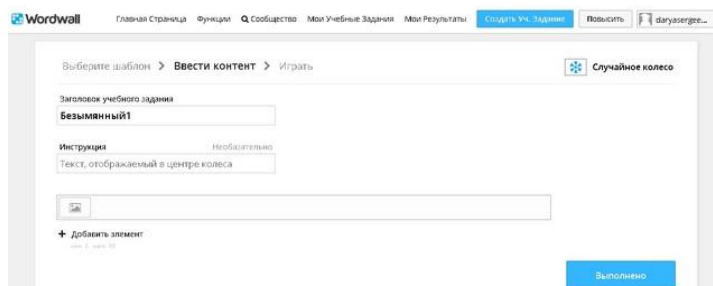 Wordwall Главная Страница Функции Сообщество Мои Учебные Задания Мои Результаты Создать Уч. Задание Повысить daryasergee...
Выберите шаблон > Ввести контент > Играть Случайное колесо
Заголовок учебного задания
Безымянный1
Инструкция Необязательно
Текст, отображаемый в центре колеса
+ Добавить элемент
Выполнено